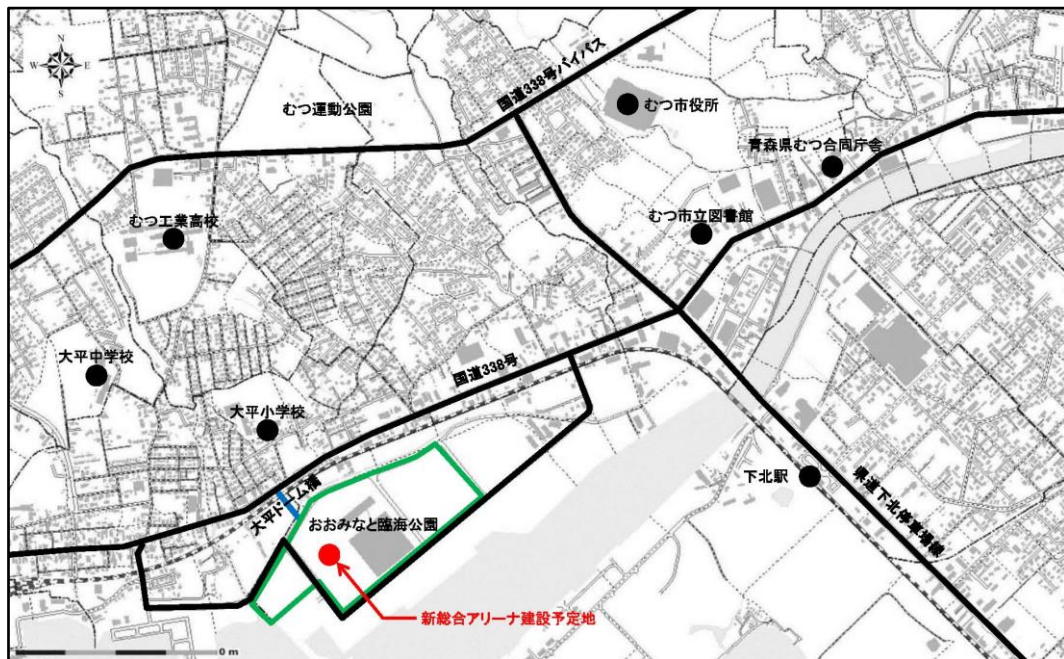 N
W
E
S
むつ運動公園
国道338号バイパス
むつ市役所
青森県むつ合同庁舎
むつ工業高校
むつ市立図書館
大平中学校
国道338号
大平小学校
下北駅
県道下北停車場線
大平ドーム橋
おおみなと臨海公園
新総合アリーナ建設予定地
0 m